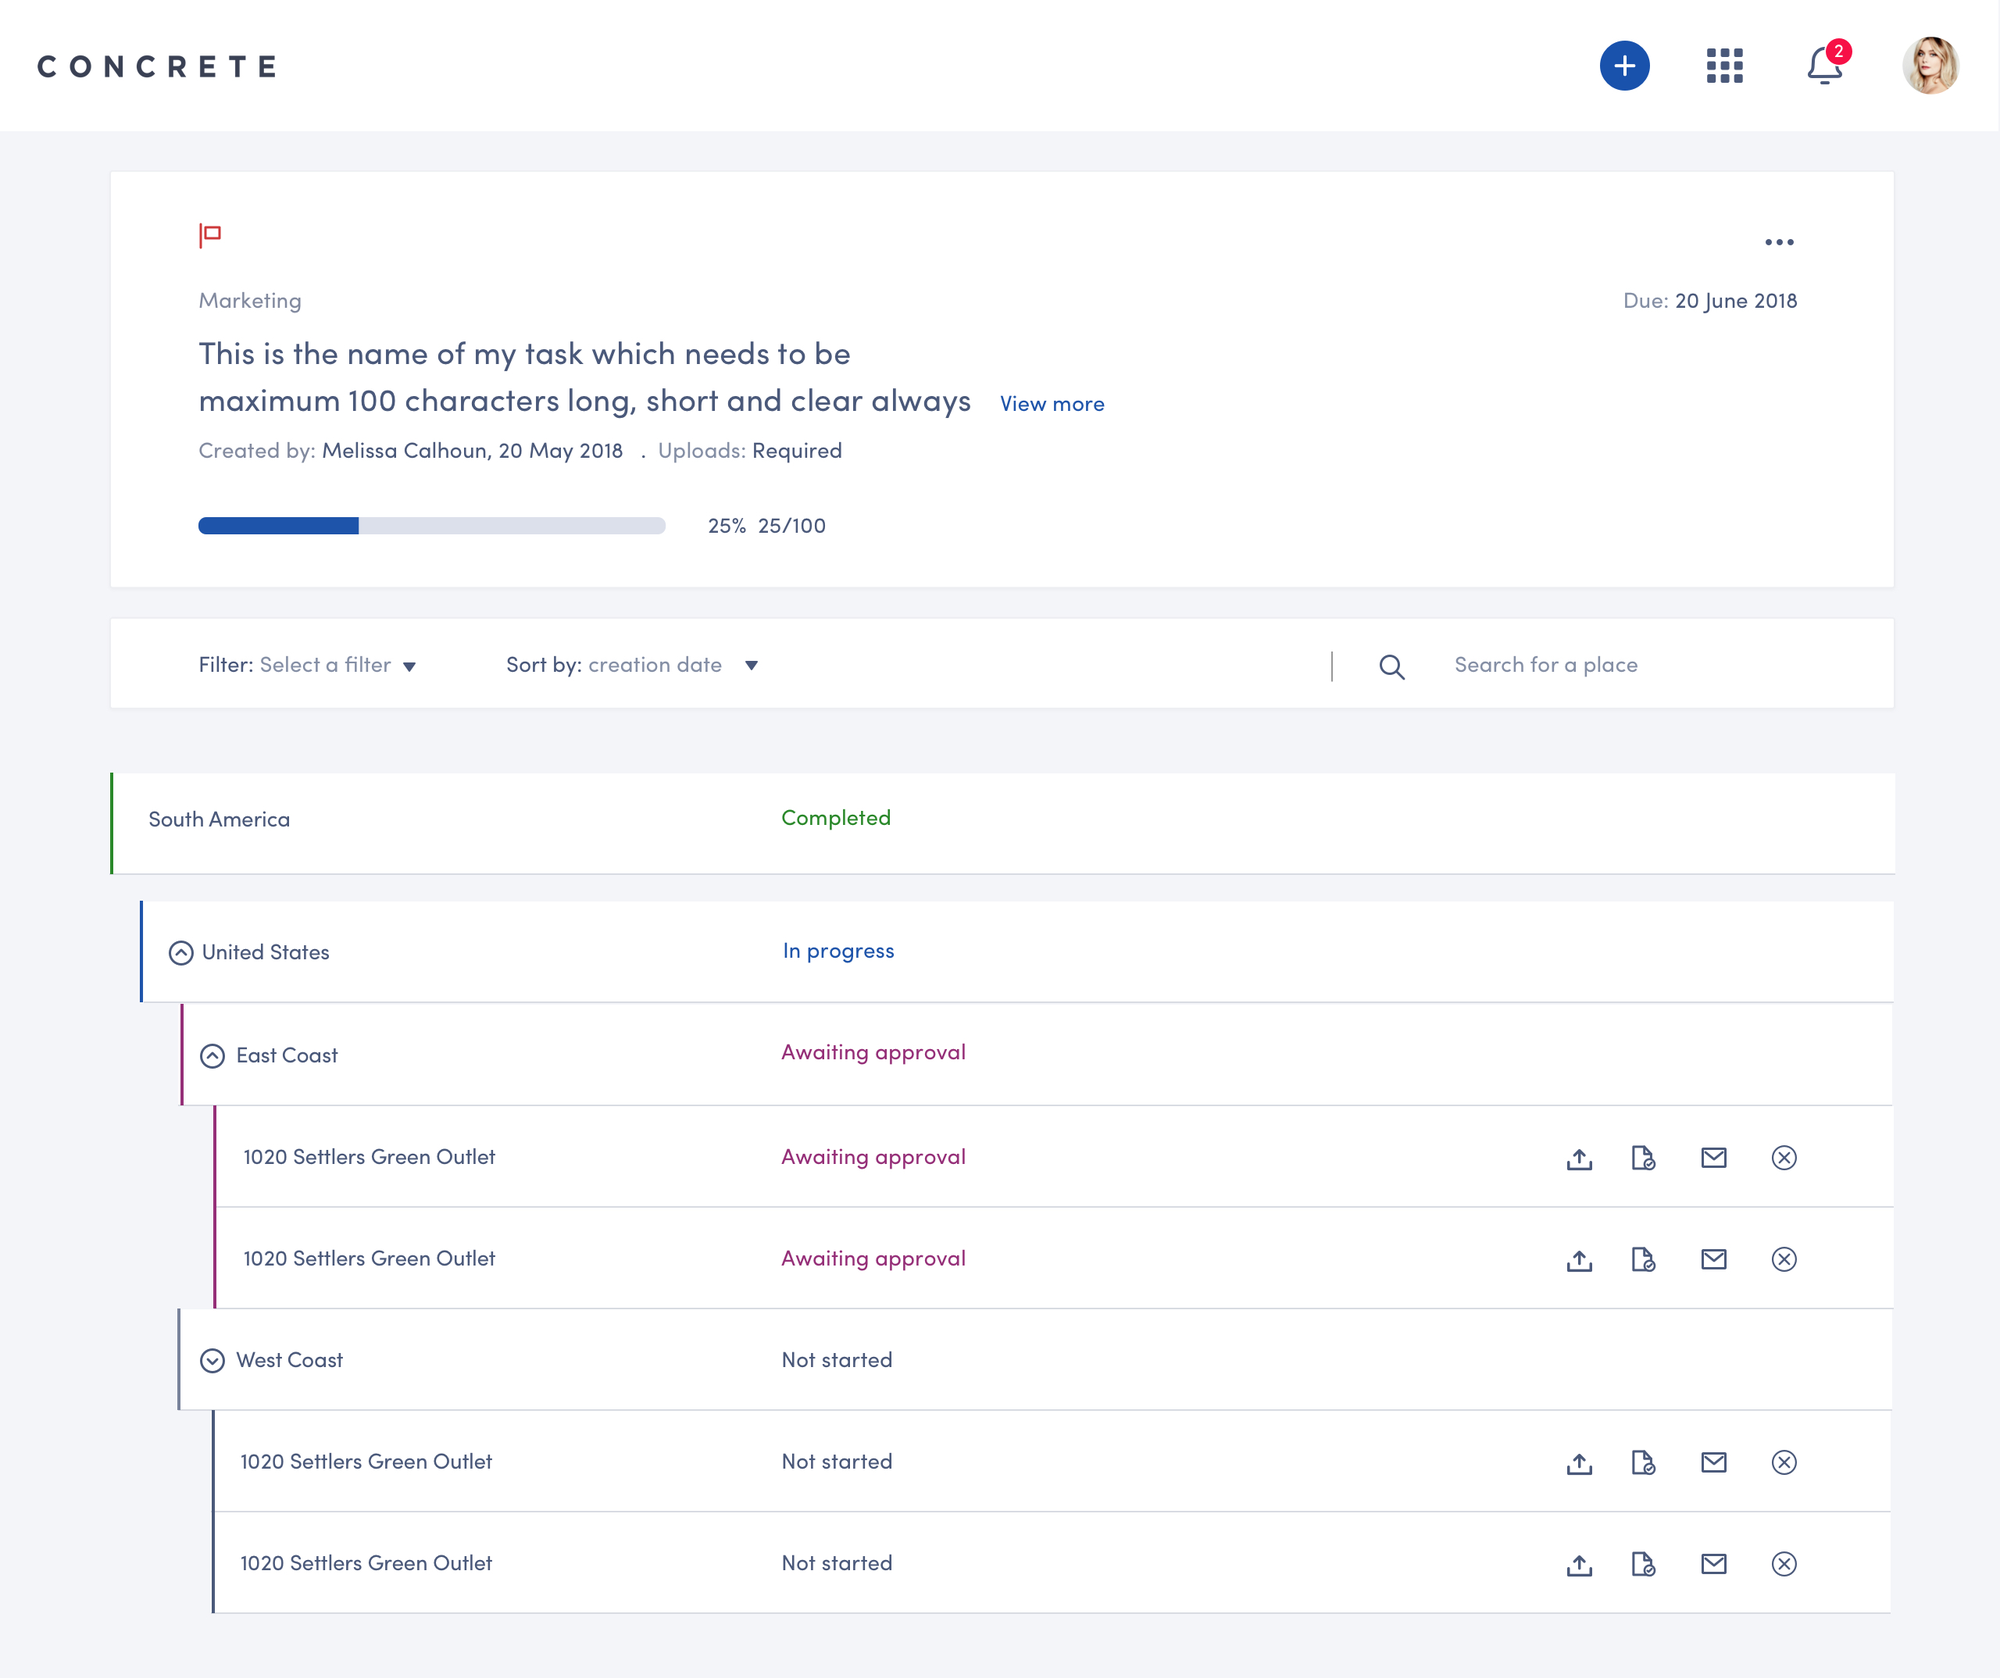 CONCRETE
2
Marketing
Due: 20 June 2018
This is the name of my task which needs to be
maximum 100 characters long, short and clear always View more
Created by: Melissa Calhoun, 20 May 2018 . Uploads: Required
25% 25/100
Filter: Select a filter Sort by: creation date Search for a place
South America Completed
United States In progress
East Coast Awaiting approval
1020 Settlers Green Outlet Awaiting approval
1020 Settlers Green Outlet Awaiting approval
West Coast Not started
1020 Settlers Green Outlet Not started
1020 Settlers Green Outlet Not started